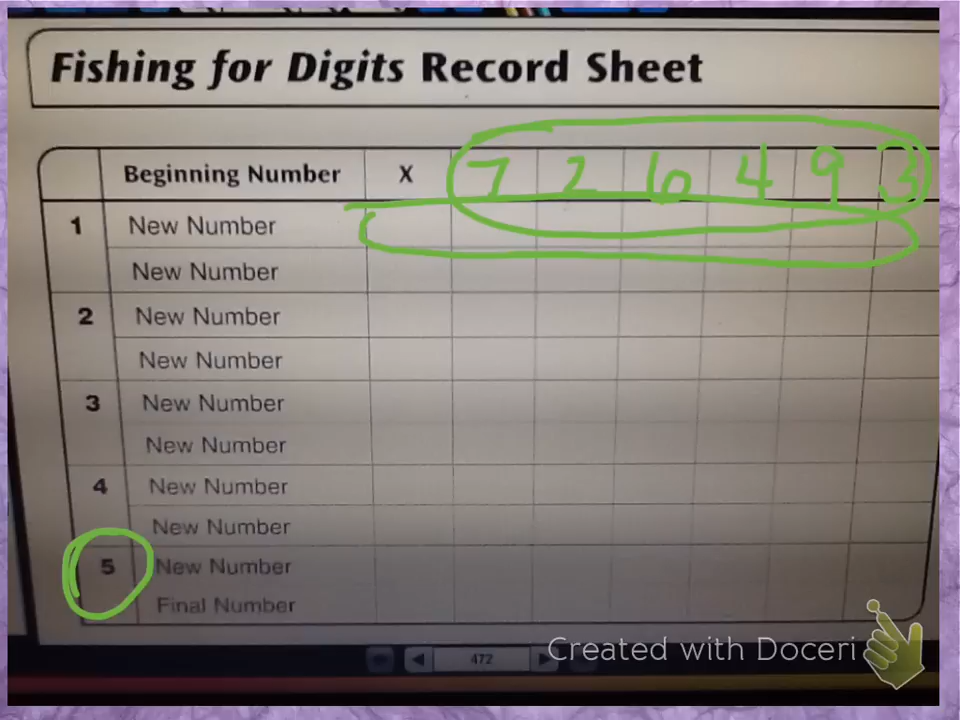 Fishing for Digits Record Sheet
Beginning Number X 7 2 6 4 9 3
1 New Number
New Number
2 New Number
New Number
3 New Number
New Number
4 New Number
New Number
5 New Number
Final Number
472
Created with Doceri